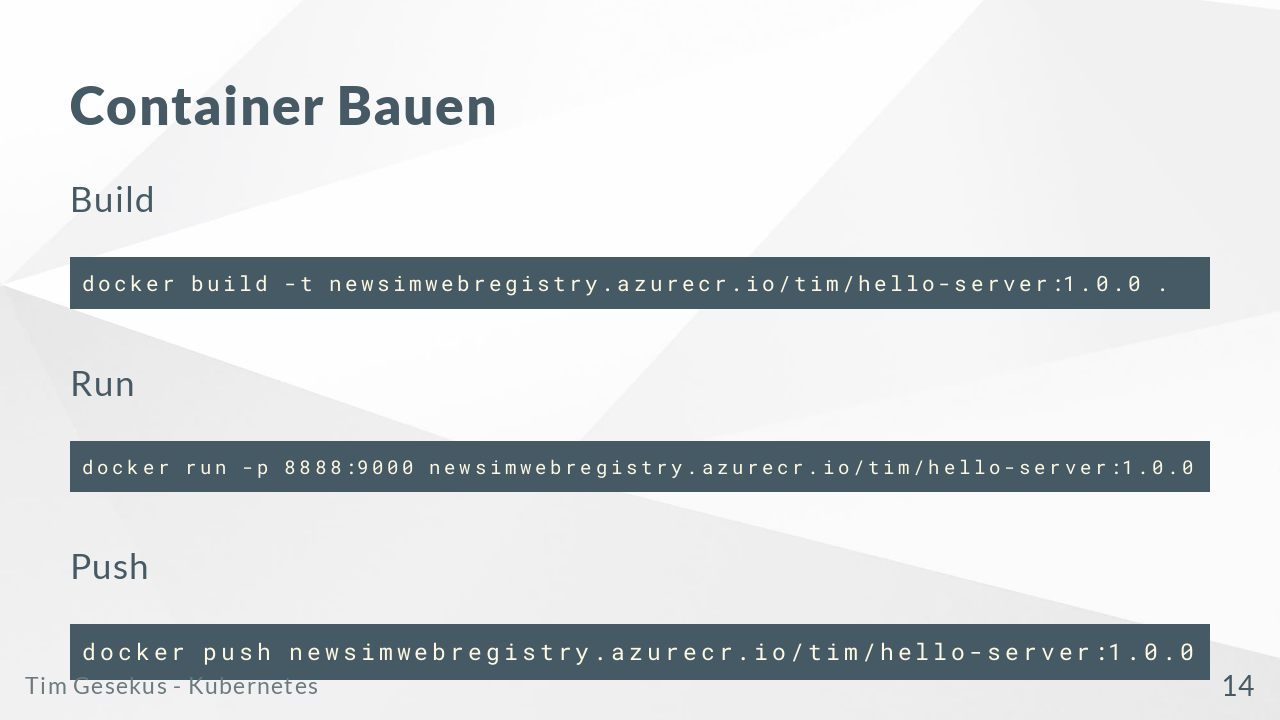 Container Bauen
Build
docker build -t newsimwebregistry.azurecr.io/tim/hello-server:1.0.0 .
Run
docker run -p 8888:9000 newsimwebregistry.azurecr.io/tim/hello-server:1.0.0
Push
docker push newsimwebregistry.azurecr.io/tim/hello-server:1.0.0
Tim Gesekus - Kubernetes
14